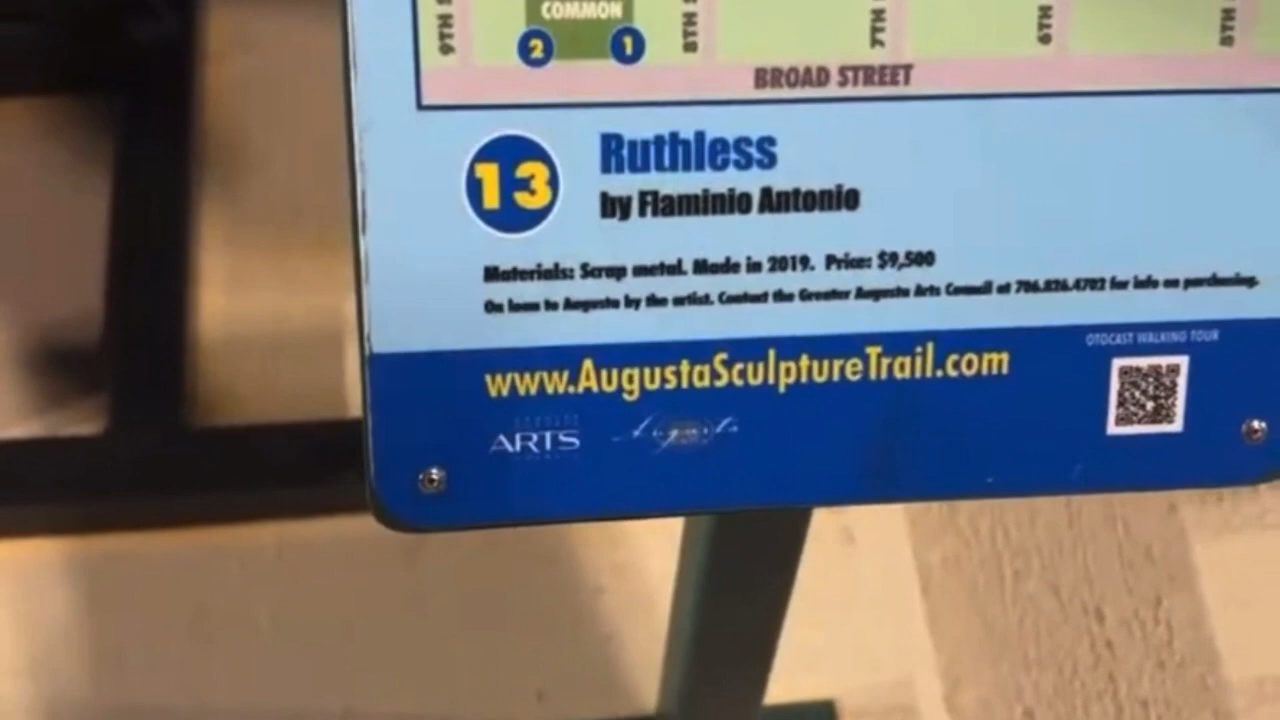 COMMON
9TH
2
1
8TH
7TH
6TH
5TH
BROAD STREET
13
Ruthless
by Flaminio Antonio
Materials: Scrap metal. Made in 2019. Price: $9,500
On loan to Augusta by the artist. Contact the Greater Augusta Arts Council at 706.826.4702 for info on purchasing.
OTOCAST WALKING TOUR
www.AugustaSculptureTrail.com
ARTS